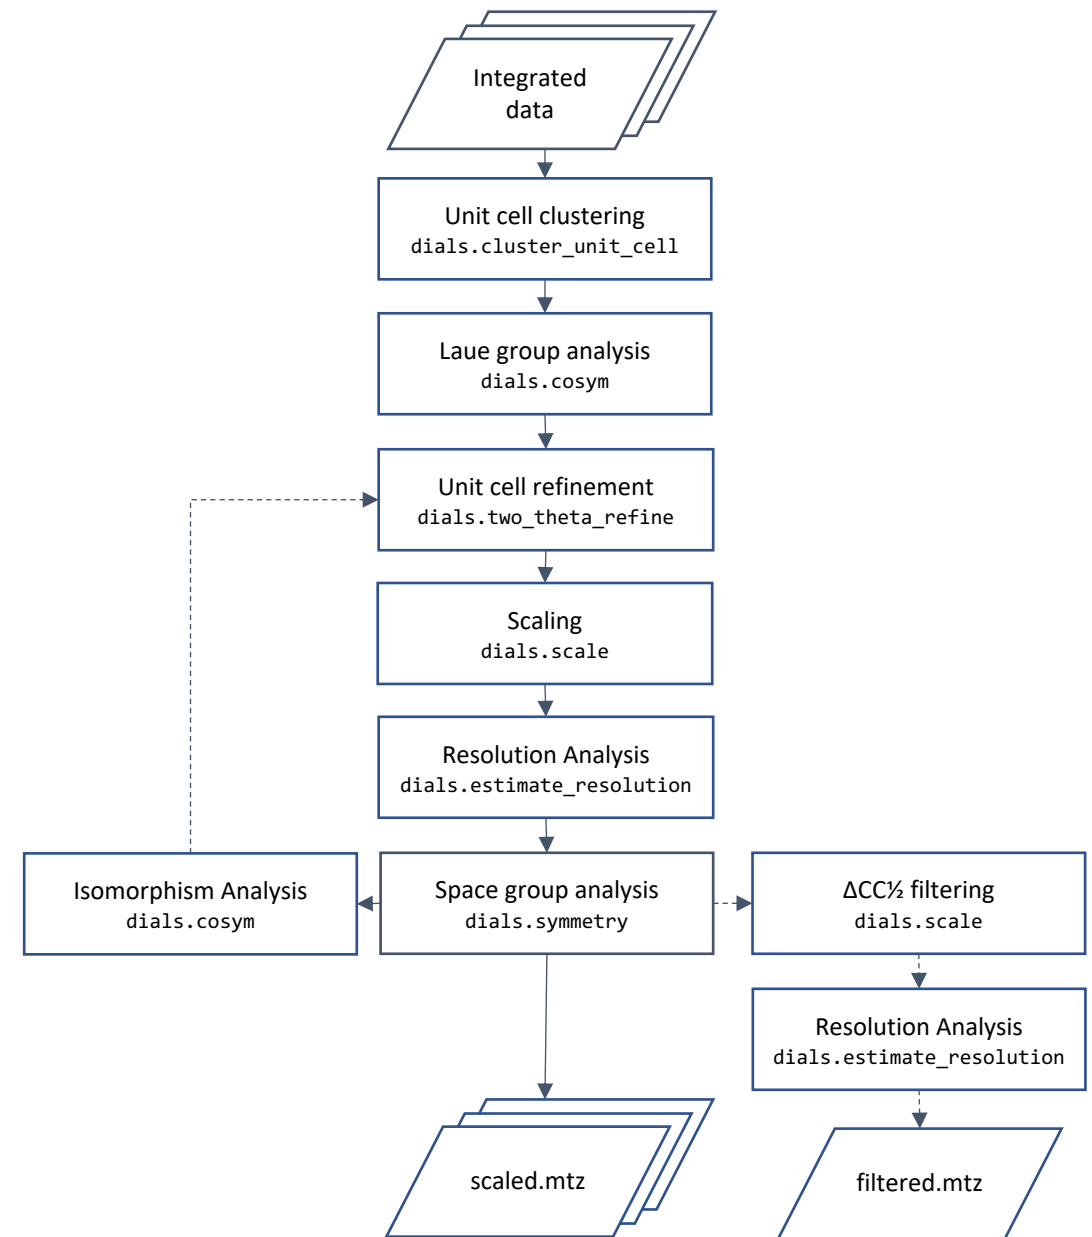 Integrated
data
Unit cell clustering
dials.cluster_unit_cell
Laue group analysis
dials.cosym
Unit cell refinement
dials.two_theta_refine
Scaling
dials.scale
Resolution Analysis
dials.estimate_resolution
Isomorphism Analysis
dials.cosym
Space group analysis
dials.symmetry
ΔCC½ filtering
dials.scale
Resolution Analysis
dials.estimate_resolution
scaled.mtz
filtered.mtz